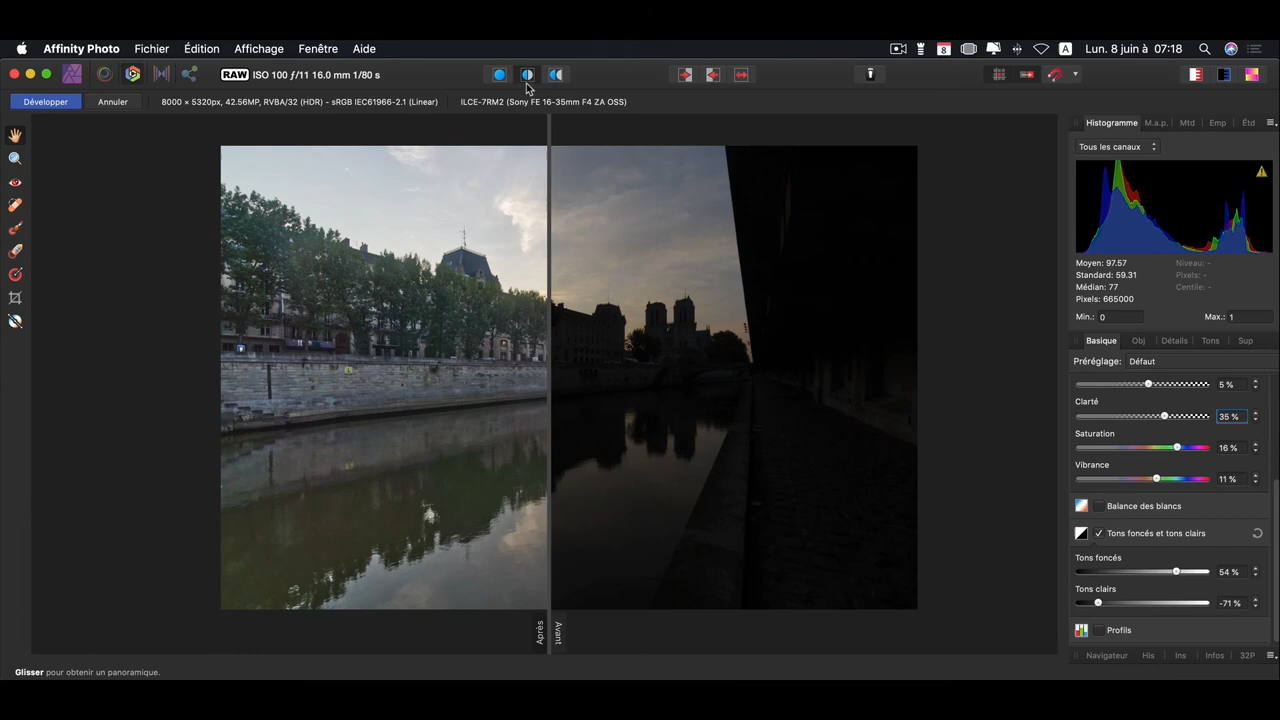 Affinity Photo Fichier Édition Affichage Fenêtre Aide
8 A Lun. 8 juin à 07:18
RAW ISO 100 ƒ/11 16.0 mm 1/80 s
Développer Annuler 8000 × 5320px, 42.56MP, RVBA/32 (HDR) - sRGB IEC61966-2.1 (Linear) ILCE-7RM2 (Sony FE 16-35mm F4 ZA OSS)
Histogramme M.a.p. Mtd Emp Étd
Tous les canaux
Moyen: 97.57 Niveau: -
Standard: 59.31 Pixels: -
Médian: 77 Centile: -
Pixels: 665000
Min.: 0 Max.: 1
Basique Obj Détails Tons Sup
Préréglage: Défaut
5 %
Clarté
35 %
Saturation
16 %
Vibrance
11 %
Balance des blancs
Tons foncés et tons clairs
Tons foncés
54 %
Tons clairs
-71 %
Profils
Après
Avant
Navigateur His Ins Infos 32P
Glisser pour obtenir un panoramique.